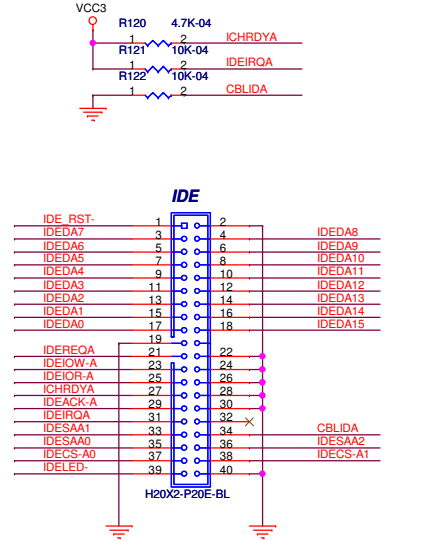 VCC3
R120 4.7K-04
1 2 ICHRDYA
R121 10K-04
1 2 IDEIRQA
R122 10K-04
1 2 CBLIDA
IDE
IDE_RST- 1 2
IDEDA7 3 4 IDEDA8
IDEDA6 5 6 IDEDA9
IDEDA5 7 8 IDEDA10
IDEDA4 9 10 IDEDA11
IDEDA3 11 12 IDEDA12
IDEDA2 13 14 IDEDA13
IDEDA1 15 16 IDEDA14
IDEDA0 17 18 IDEDA15
19
IDEREQA 21 22
IDEIOW-A 23 24
IDEIOR-A 25 26
ICHRDYA 27 28
IDEACK-A 29 30
IDEIRQA 31 32
IDESAA1 33 34 CBLIDA
IDESAA0 35 36 IDESAA2
IDECS-A0 37 38 IDECS-A1
IDELED- 39 40
H20X2-P20E-BL